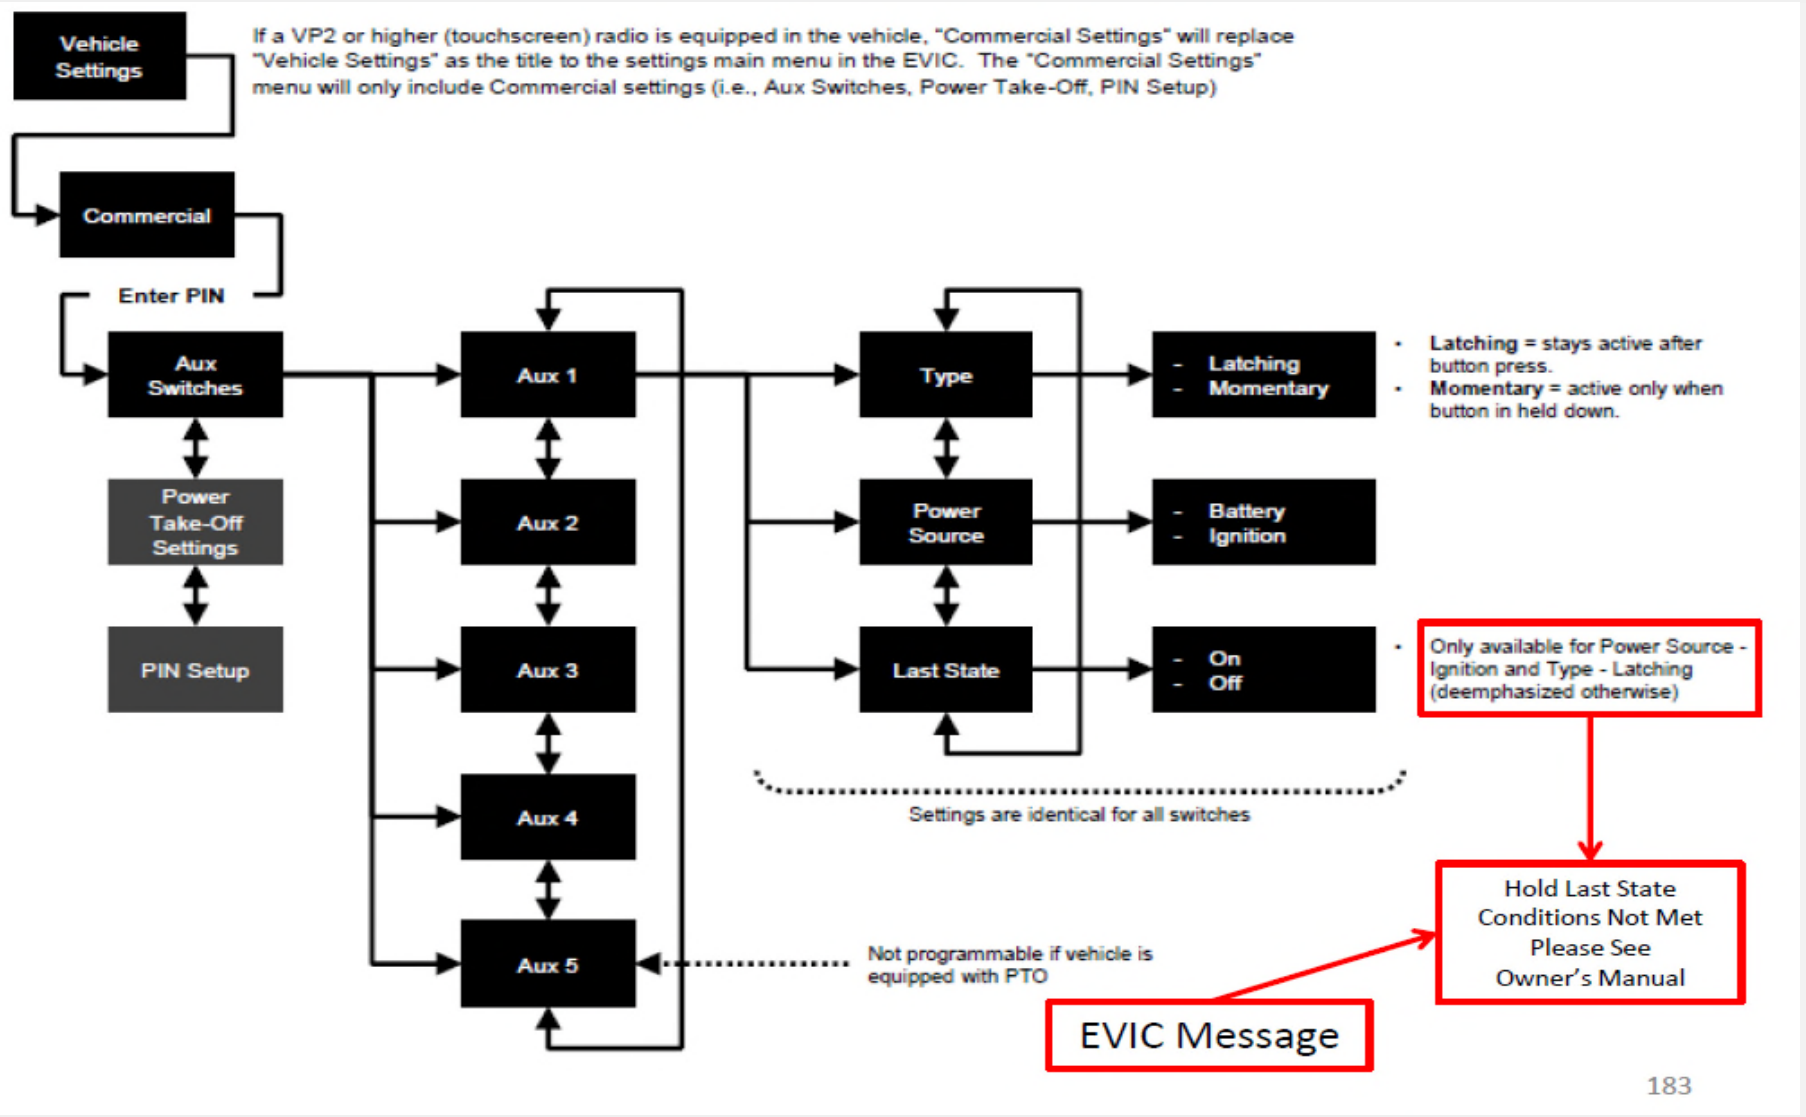 Vehicle
Settings
If a VP2 or higher (touchscreen) radio is equipped in the vehicle, "Commercial Settings" will replace
"Vehicle Settings" as the title to the settings main menu in the EVIC. The "Commercial Settings"
menu will only include Commercial settings (i.e., Aux Switches, Power Take-Off, PIN Setup)
Commercial
Enter PIN
Aux
Switches
Power
Take-Off
Settings
PIN Setup
Aux 1
Aux 2
Aux 3
Aux 4
Aux 5
Type
Power
Source
Last State
- Latching
- Momentary
- Battery
- Ignition
- On
- Off
• Latching = stays active after
button press.
• Momentary = active only when
button in held down.
• Only available for Power Source -
Ignition and Type - Latching
(deemphasized otherwise)
Settings are identical for all switches
Not programmable if vehicle is
equipped with PTO
Hold Last State
Conditions Not Met
Please See
Owner's Manual
EVIC Message
183